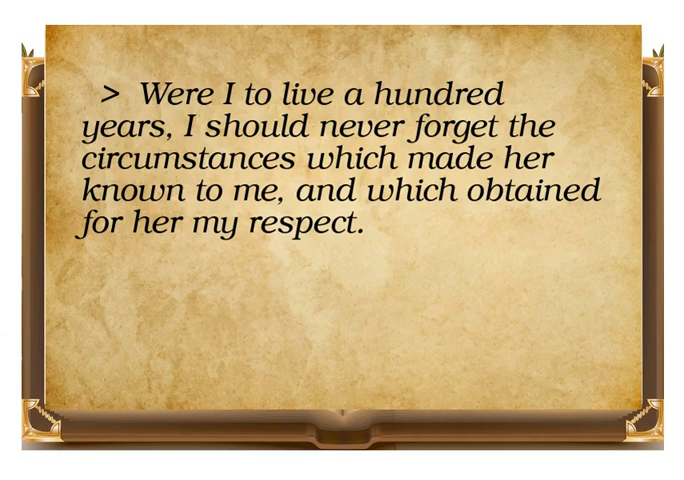 > Were I to live a hundred
years, I should never forget the
circumstances which made her
known to me, and which obtained
for her my respect.